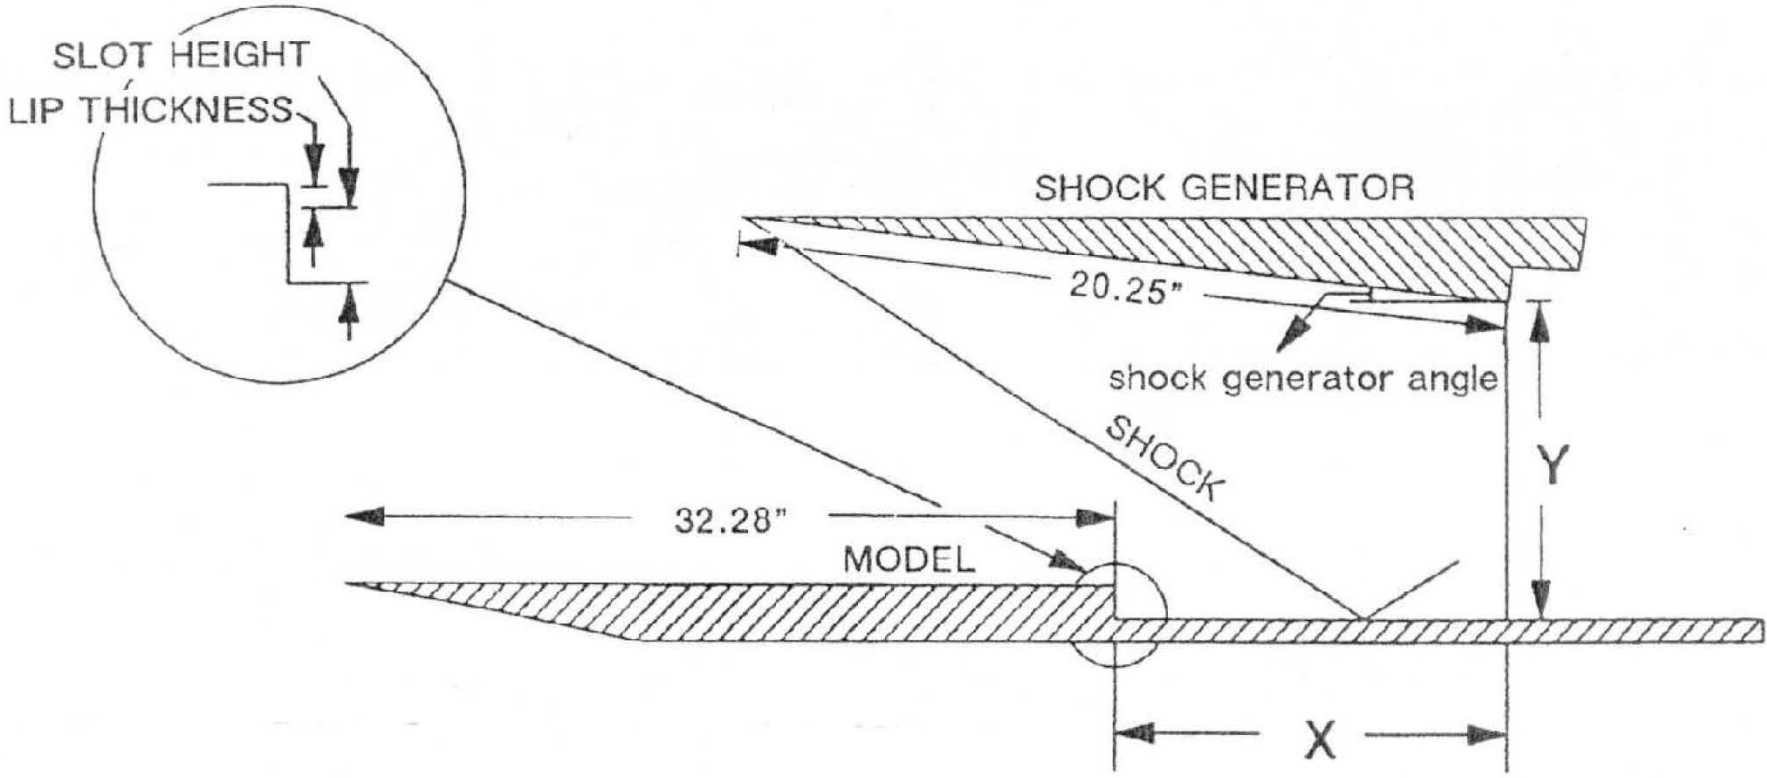 SLOT HEIGHT
LIP THICKNESS
SHOCK GENERATOR
20.25"
shock generator angle
SHOCK
Y
32.28"
MODEL
X